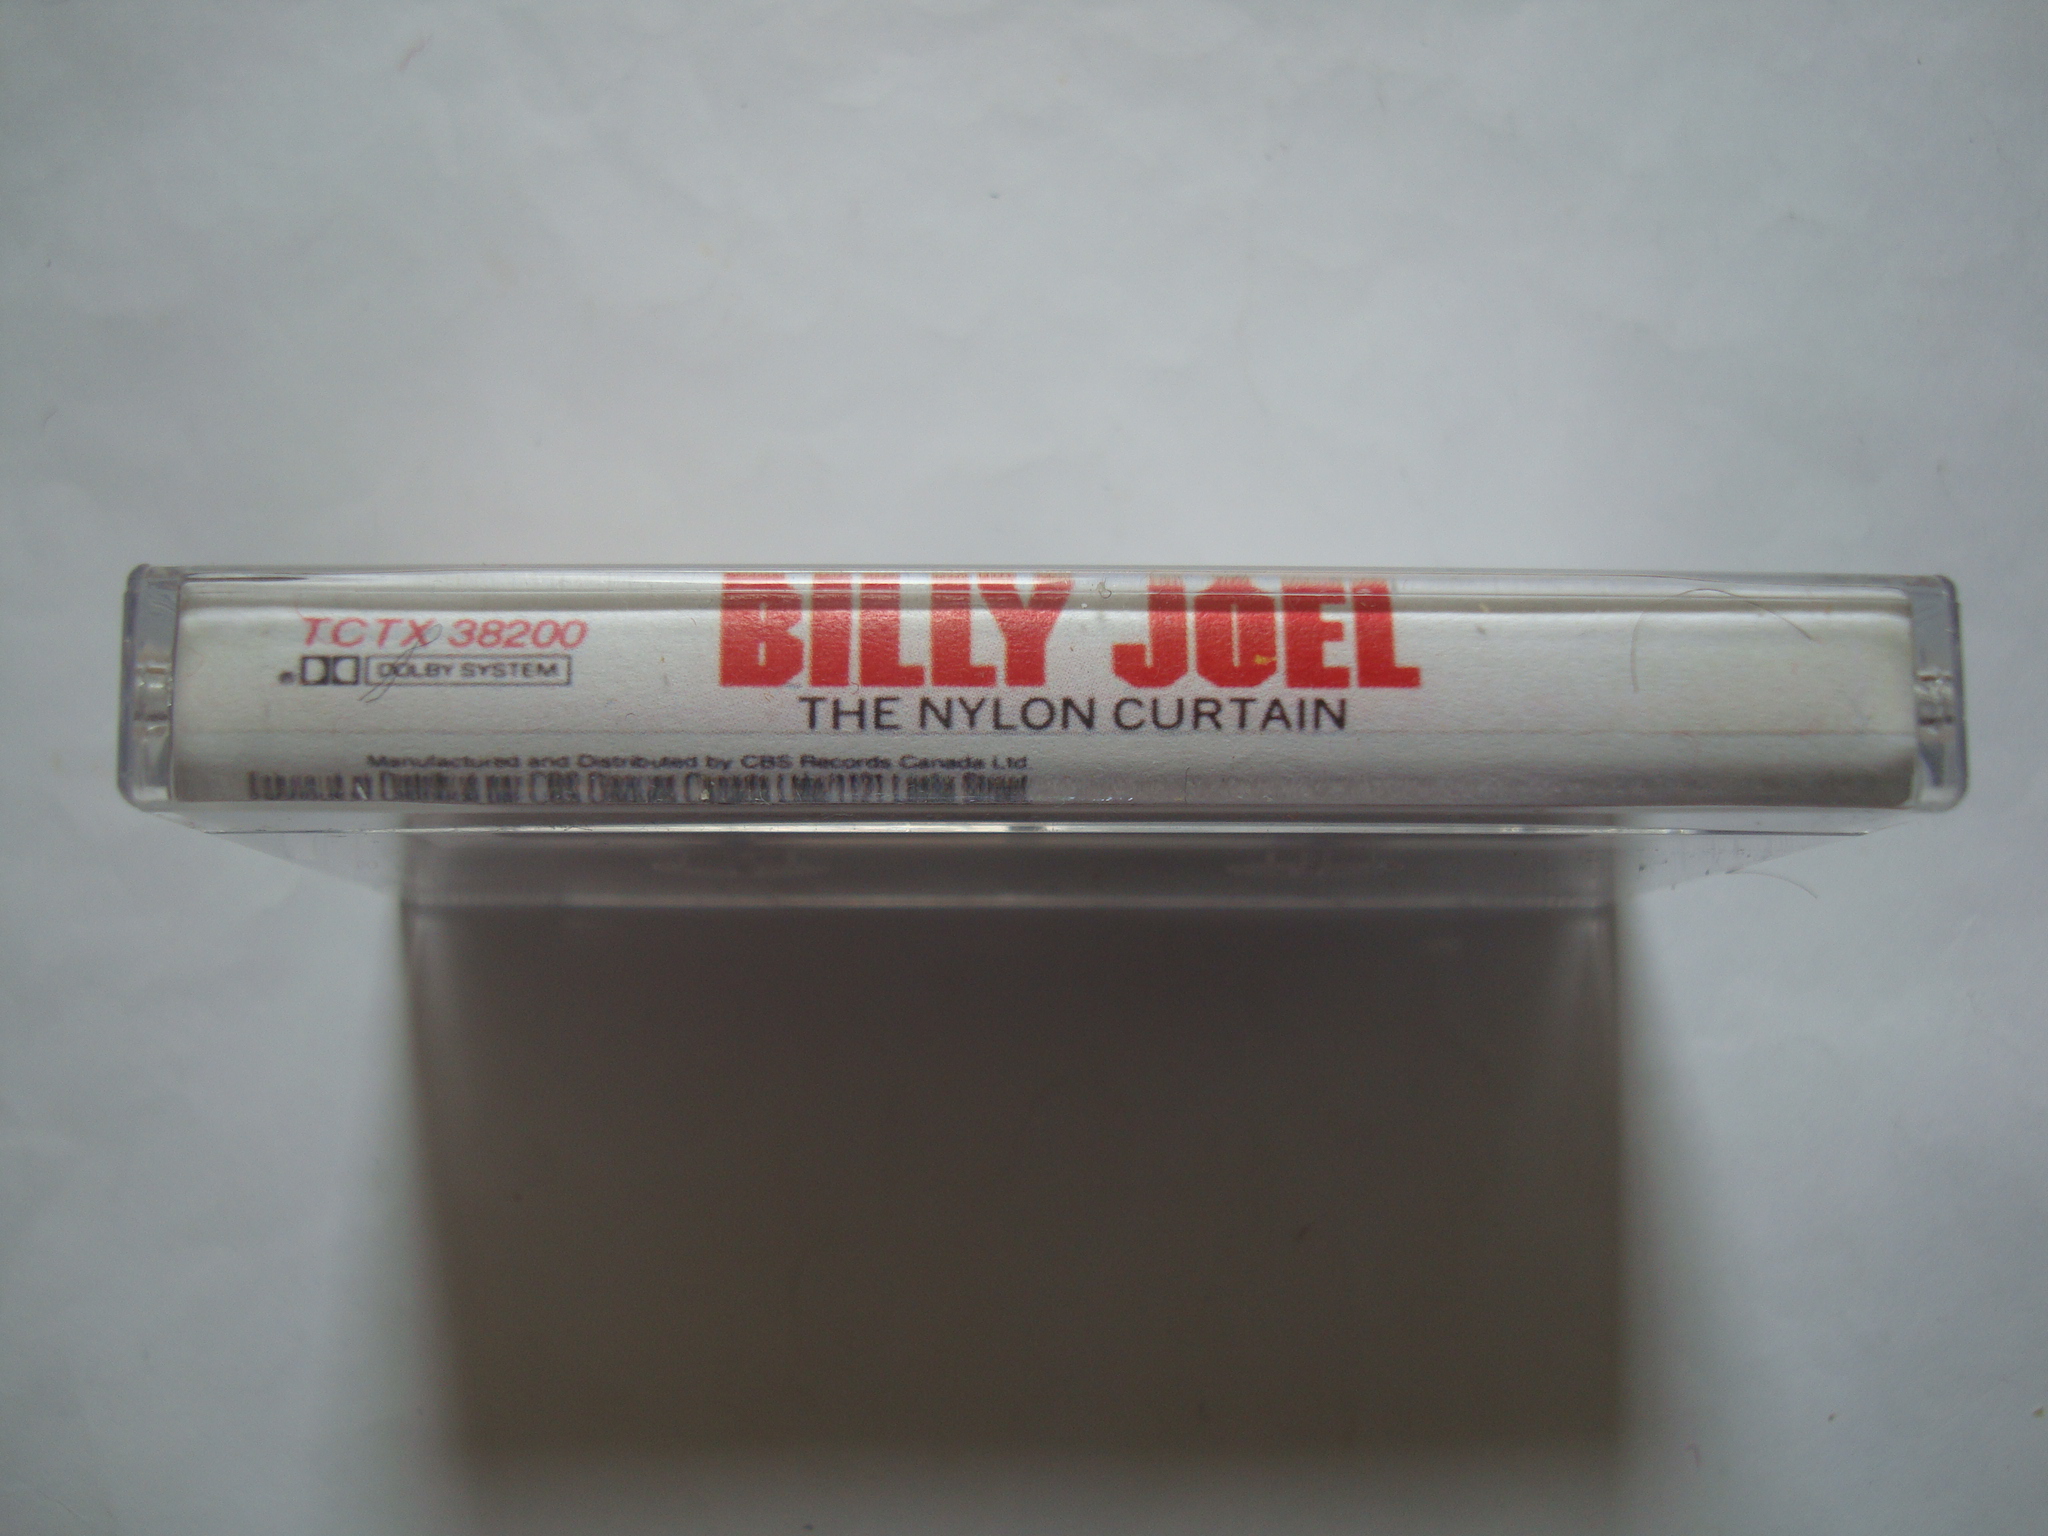 TCTX 38200
DOLBY SYSTEM
BILLY JOEL
THE NYLON CURTAIN
Manufactured and Distributed by CBS Records Canada Ltd.